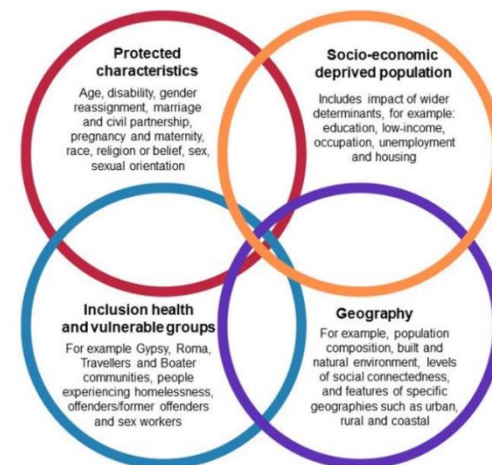 Protected
characteristics
Age, disability, gender
reassignment, marriage
and civil partnership,
pregnancy and maternity,
race, religion or belief, sex,
sexual orientation
Socio-economic
deprived population
Includes impact of wider
determinants, for example:
education, low-income,
occupation, unemployment
and housing
Inclusion health
and vulnerable groups
For example Gypsy, Roma,
Travellers and Boater
communities, people
experiencing homelessness,
offenders/former offenders
and sex workers
Geography
For example, population
composition, built and
natural environment, levels
of social connectedness,
and features of specific
geographies such as urban,
rural and coastal